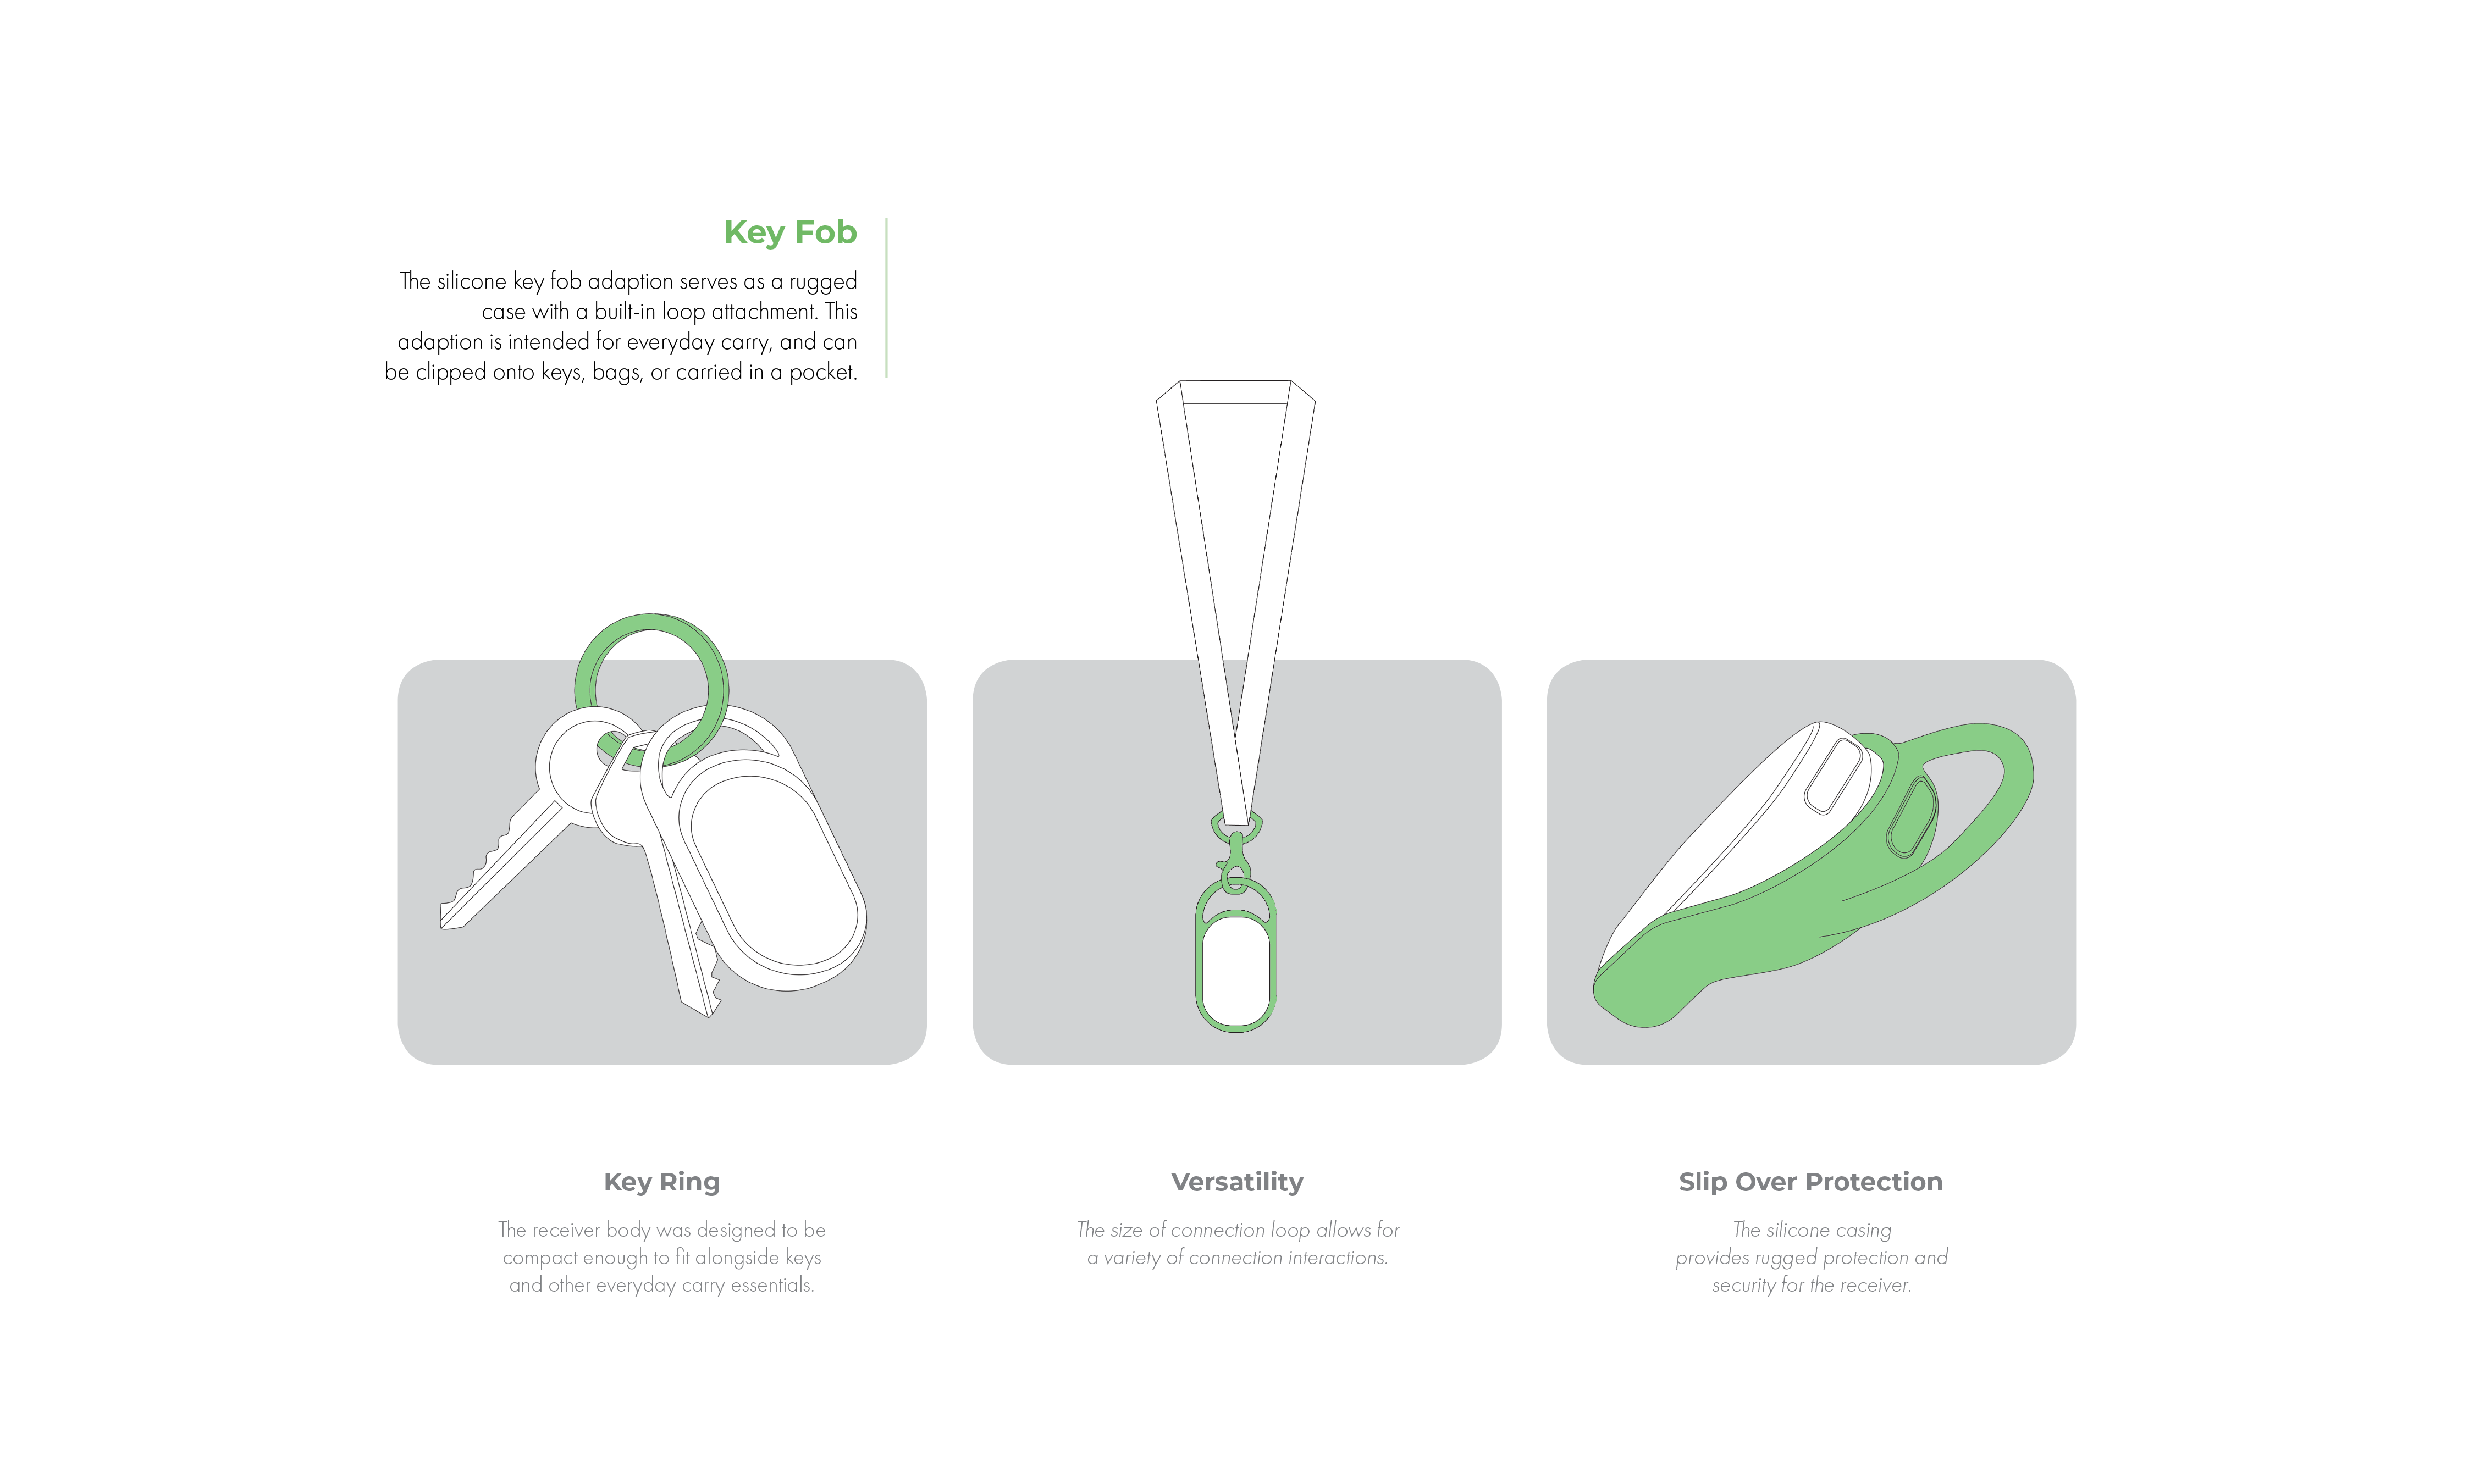 Key Fob
The silicone key fob adaption serves as a rugged
case with a built-in loop attachment. This
adaption is intended for everyday carry, and can
be clipped onto keys, bags, or carried in a pocket.
Key Ring
The receiver body was designed to be
compact enough to fit alongside keys
and other everyday carry essentials.
Versatility
The size of connection loop allows for
a variety of connection interactions.
Slip Over Protection
The silicone casing
provides rugged protection and
security for the receiver.